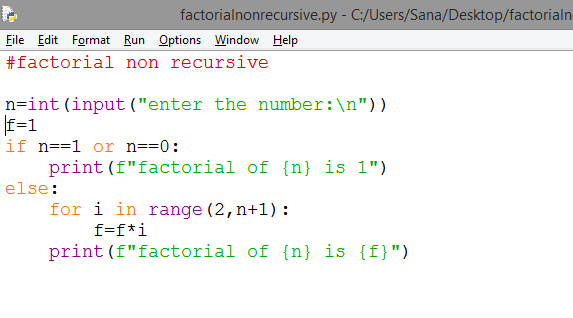 factorialnonrecursive.py - C:/Users/Sana/Desktop/factorialn
File Edit Format Run Options Window Help
#factorial non recursive
n=int(input("enter the number:\n"))
f=1
if n==1 or n==0:
    print(f"factorial of {n} is 1")
else:
    for i in range(2,n+1):
        f=f*i
    print(f"factorial of {n} is {f}")